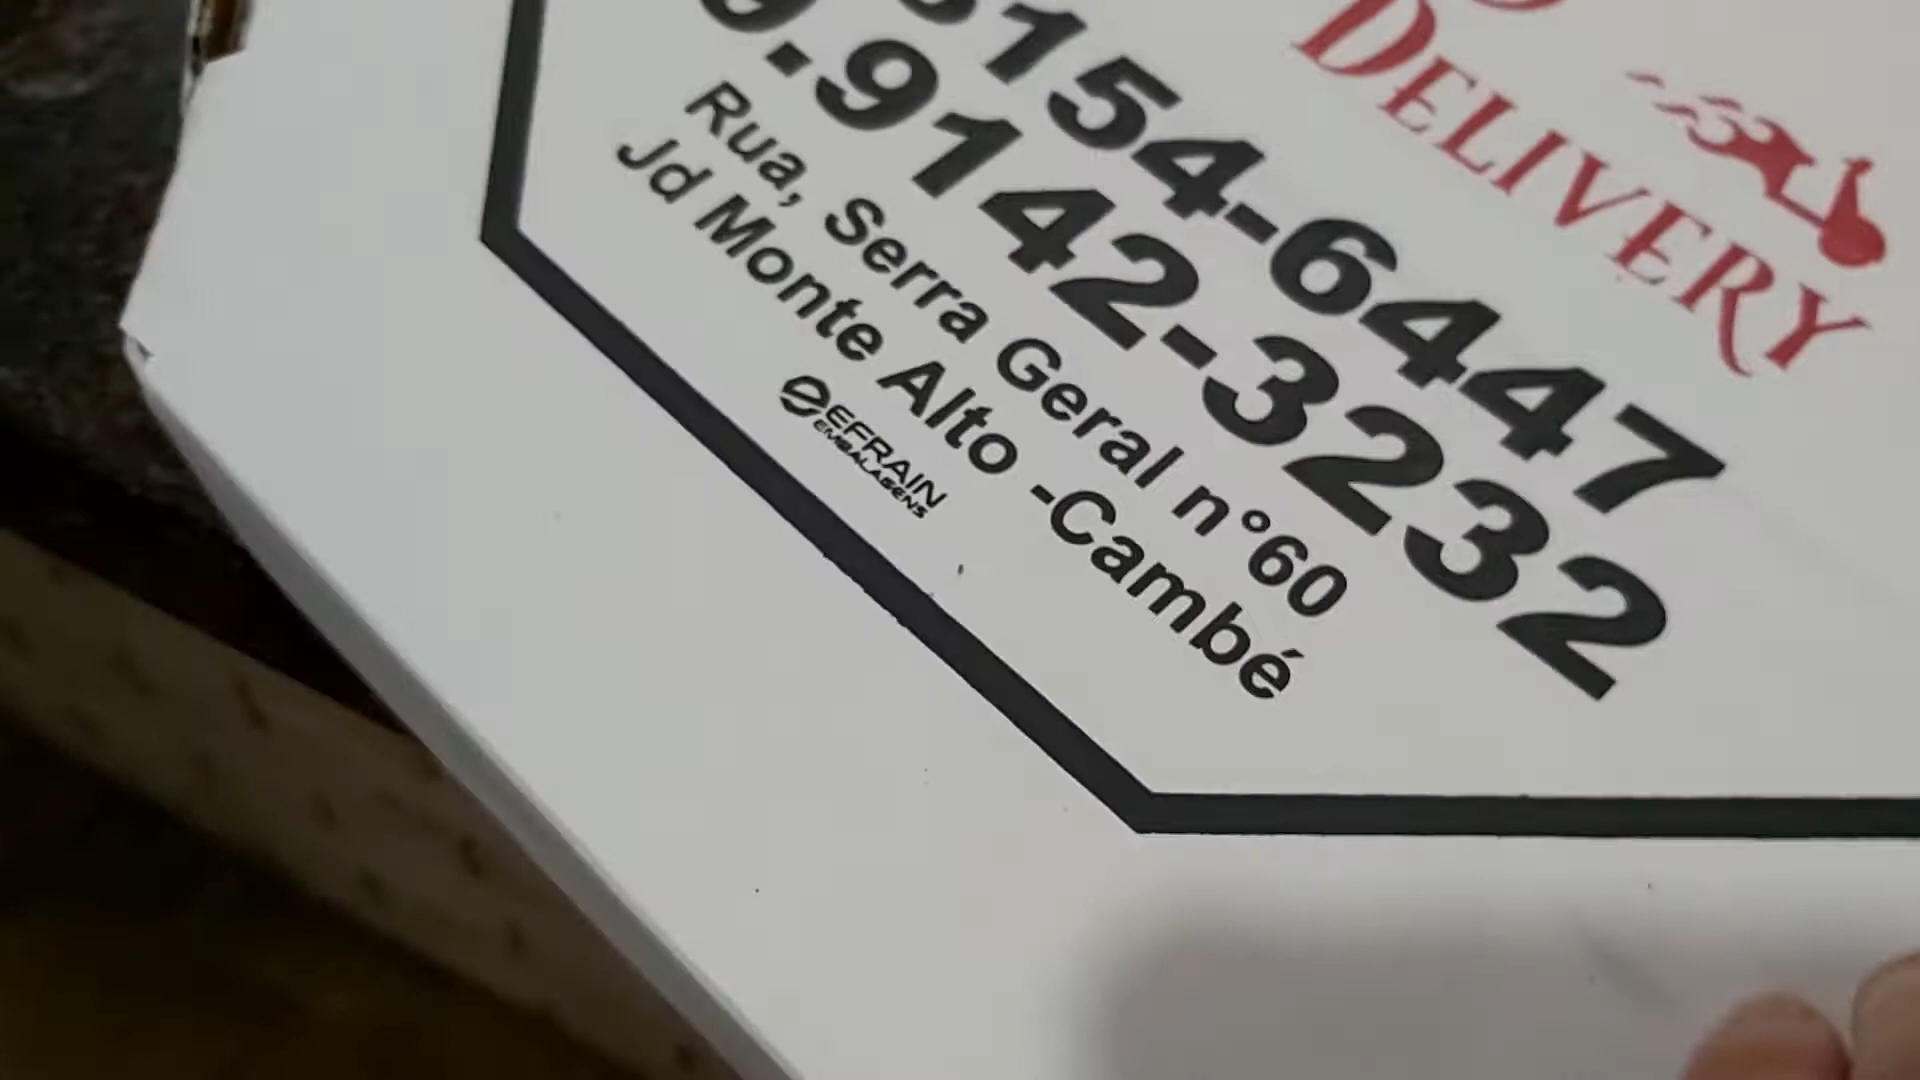 DELIVERY
3154-6447
9.9142-3232
Rua, Serra Geral n°60
Jd Monte Alto -Cambé
EFRAIN
EMBALAGENS